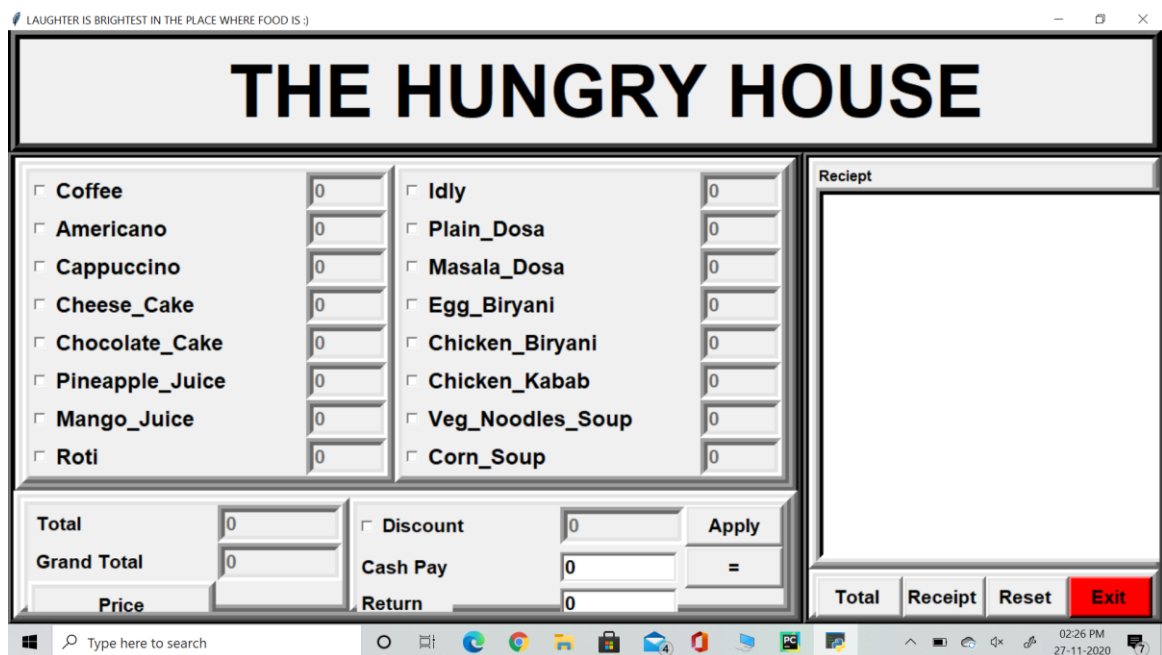 LAUGHTER IS BRIGHTEST IN THE PLACE WHERE FOOD IS :)
THE HUNGRY HOUSE
Coffee 0
Americano 0
Cappuccino 0
Cheese_Cake 0
Chocolate_Cake 0
Pineapple_Juice 0
Mango_Juice 0
Roti 0
Idly 0
Plain_Dosa 0
Masala_Dosa 0
Egg_Biryani 0
Chicken_Biryani 0
Chicken_Kabab 0
Veg_Noodles_Soup 0
Corn_Soup 0
Total 0
Grand Total 0
Price
Discount 0 Apply
Cash Pay 0 =
Return 0
Reciept
Total Receipt Reset Exit
Type here to search
4
PC
02:26 PM
27-11-2020
7